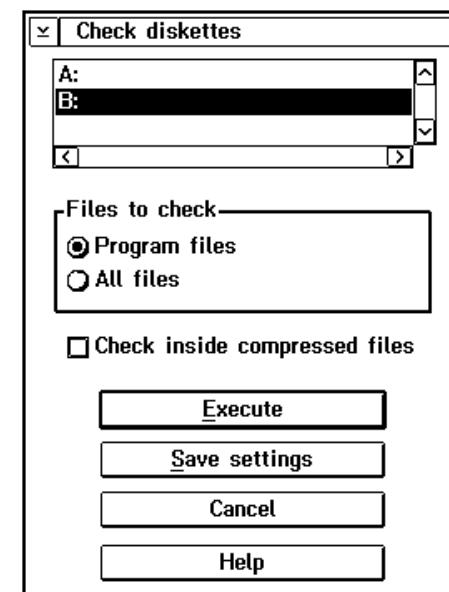 Check diskettes
A:
B:
Files to check
Program files
All files
Check inside compressed files
Execute
Save settings
Cancel
Help